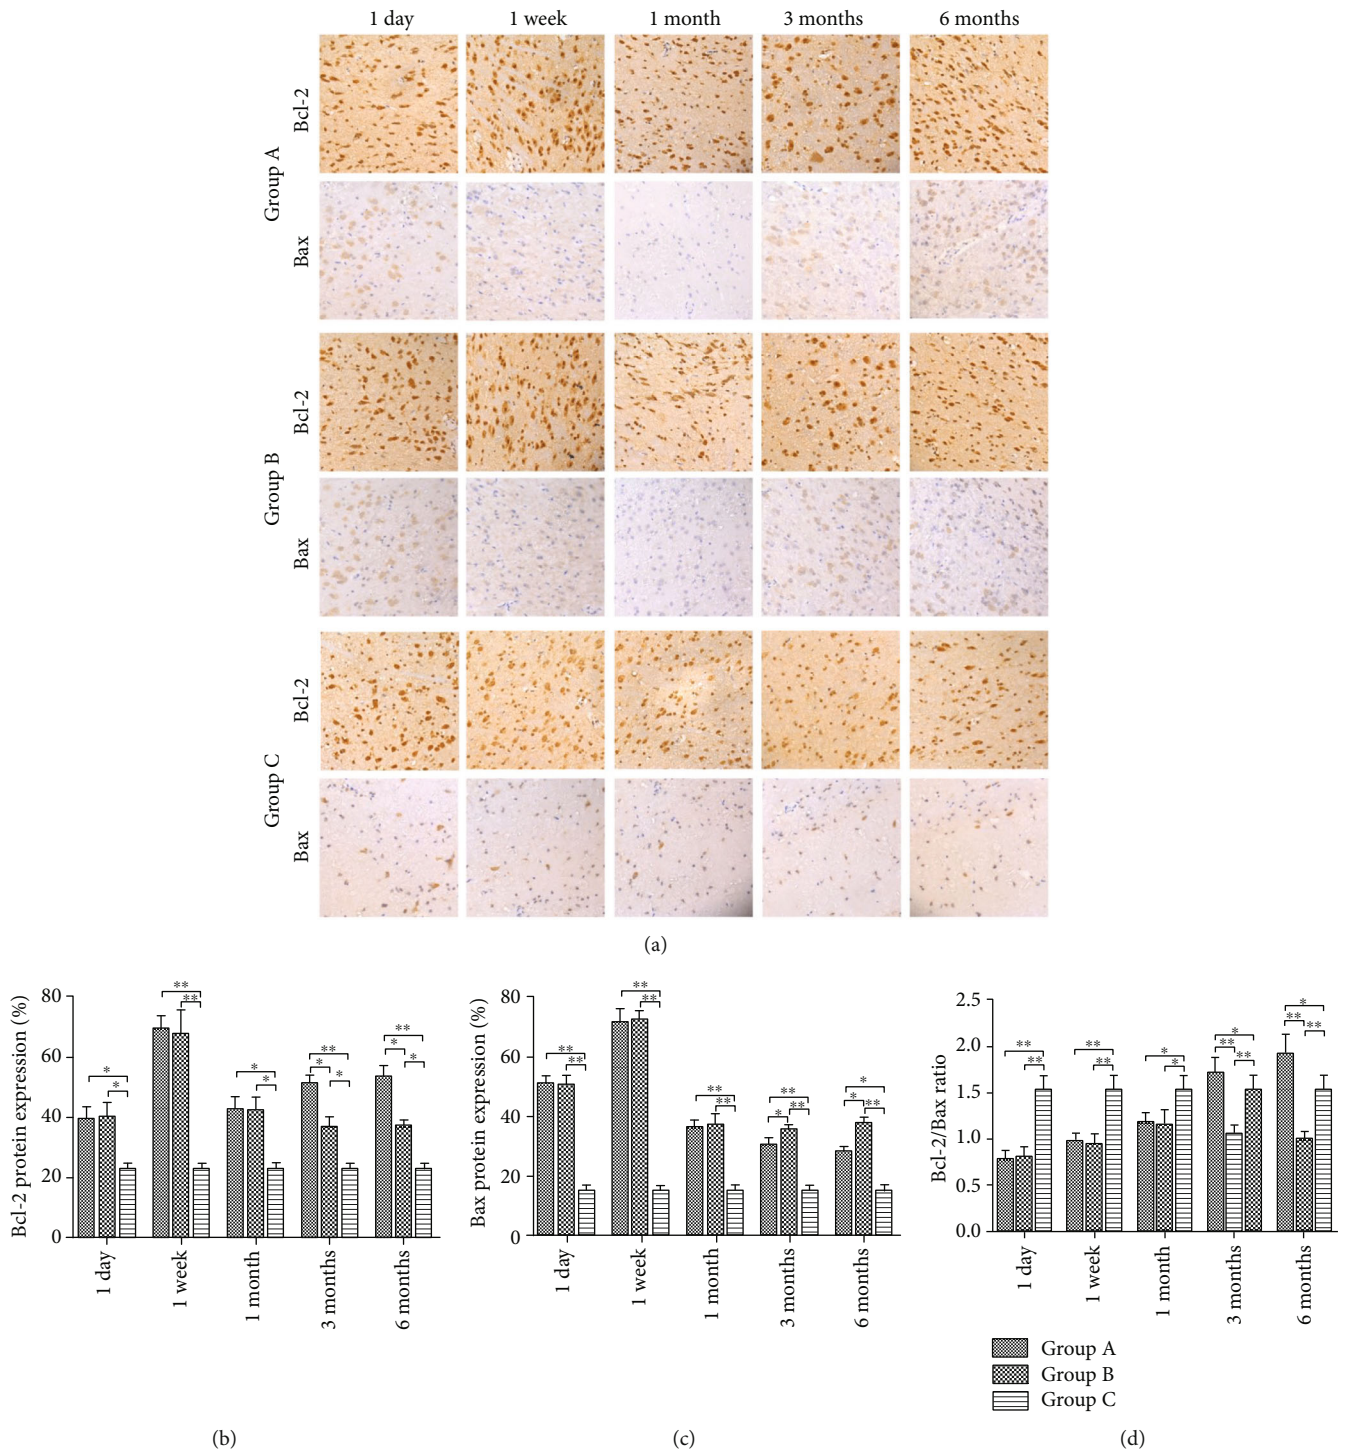 1 day 1 week 1 month 3 months 6 months
Group A
Bcl-2
Bax
Group B
Bcl-2
Bax
Group C
Bcl-2
Bax
(a)
Bcl-2 protein expression (%)
80
60
40
20
0
* * ** ** * * ** * * ** * *
1 day 1 week 1 month 3 months 6 months
(b)
Bax protein expression (%)
80
60
40
20
0
** ** ** ** ** ** ** * ** * * **
1 day 1 week 1 month 3 months 6 months
(c)
Bcl-2/Bax ratio
2.5
2.0
1.5
1.0
0.5
0.0
** ** ** ** * * * ** ** * ** **
1 day 1 week 1 month 3 months 6 months
Group A
Group B
Group C
(d)